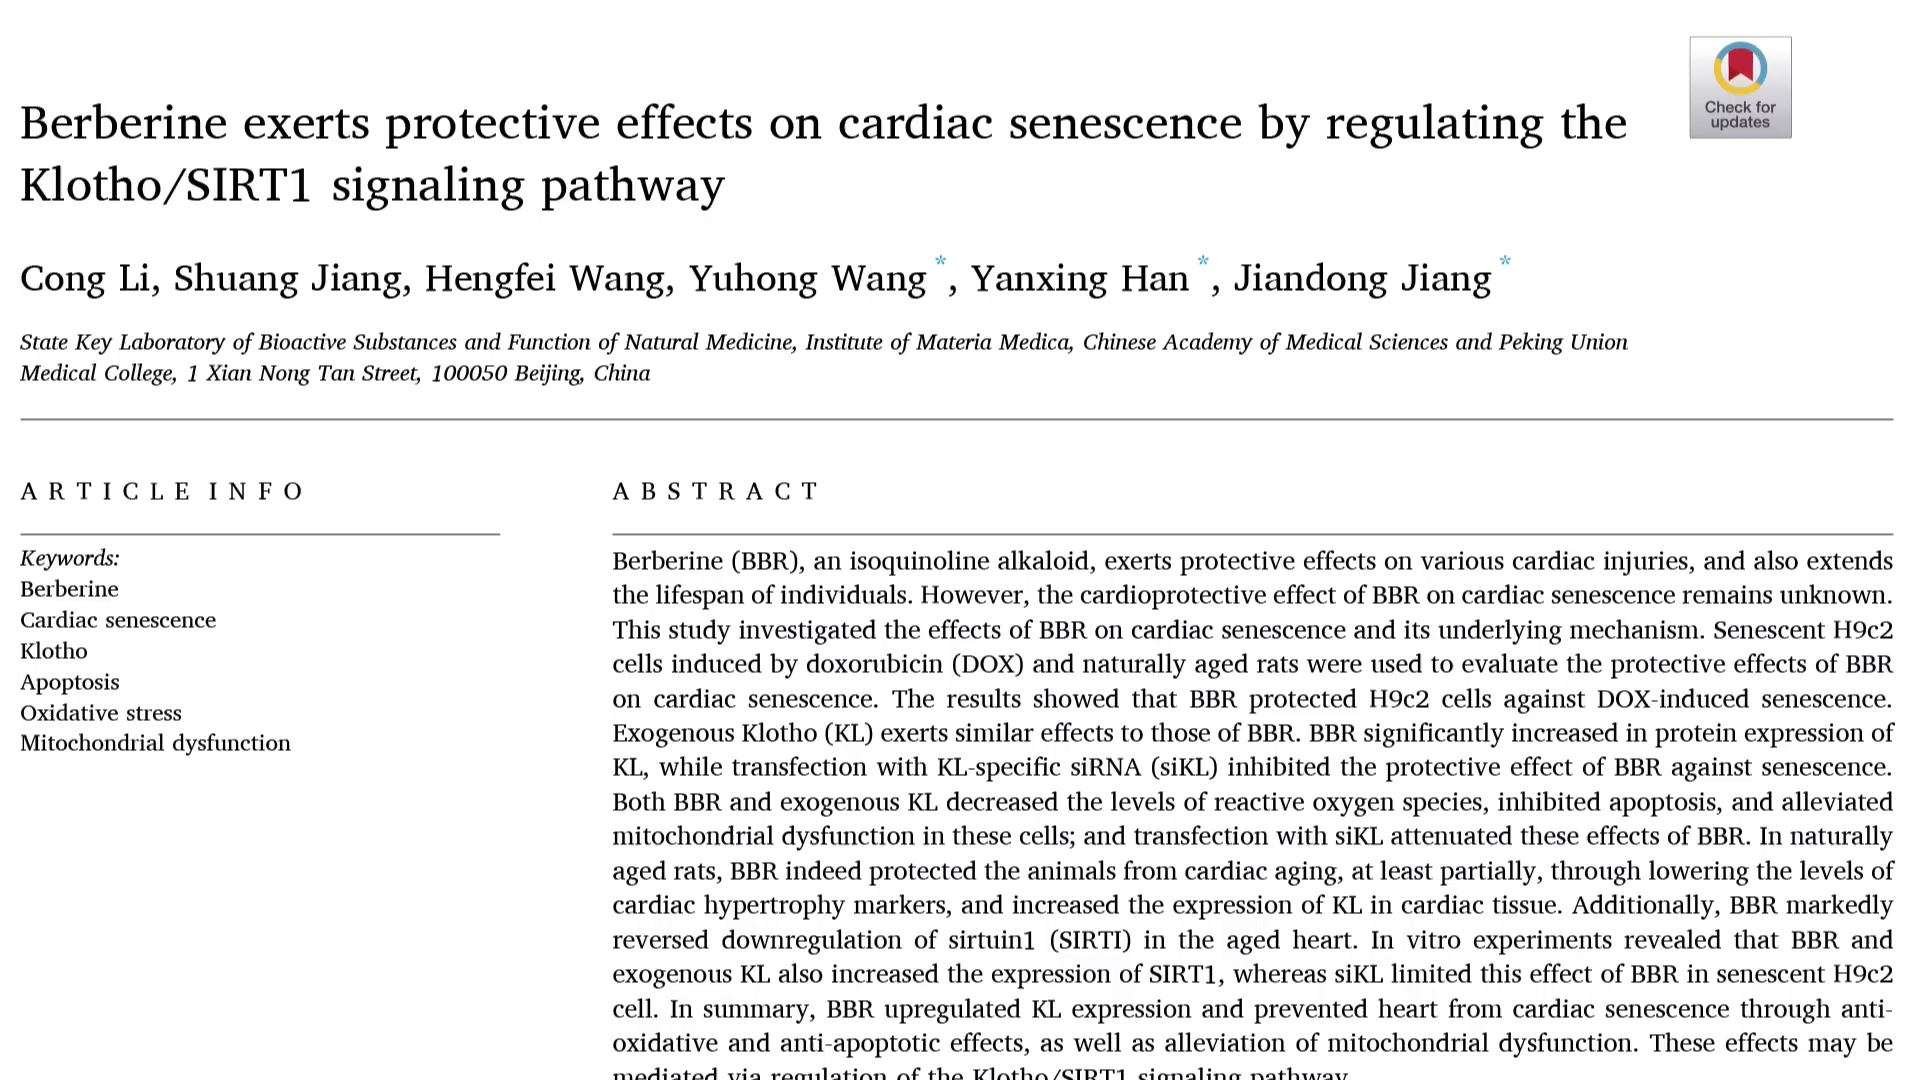 Check for
updates
Berberine exerts protective effects on cardiac senescence by regulating the
Klotho/SIRT1 signaling pathway
Cong Li, Shuang Jiang, Hengfei Wang, Yuhong Wang *, Yanxing Han *, Jiandong Jiang *
State Key Laboratory of Bioactive Substances and Function of Natural Medicine, Institute of Materia Medica, Chinese Academy of Medical Sciences and Peking Union
Medical College, 1 Xian Nong Tan Street, 100050 Beijing, China
A R T I C L E I N F O
Keywords:
Berberine
Cardiac senescence
Klotho
Apoptosis
Oxidative stress
Mitochondrial dysfunction
A B S T R A C T
Berberine (BBR), an isoquinoline alkaloid, exerts protective effects on various cardiac injuries, and also extends
the lifespan of individuals. However, the cardioprotective effect of BBR on cardiac senescence remains unknown.
This study investigated the effects of BBR on cardiac senescence and its underlying mechanism. Senescent H9c2
cells induced by doxorubicin (DOX) and naturally aged rats were used to evaluate the protective effects of BBR
on cardiac senescence. The results showed that BBR protected H9c2 cells against DOX-induced senescence.
Exogenous Klotho (KL) exerts similar effects to those of BBR. BBR significantly increased in protein expression of
KL, while transfection with KL-specific siRNA (siKL) inhibited the protective effect of BBR against senescence.
Both BBR and exogenous KL decreased the levels of reactive oxygen species, inhibited apoptosis, and alleviated
mitochondrial dysfunction in these cells; and transfection with siKL attenuated these effects of BBR. In naturally
aged rats, BBR indeed protected the animals from cardiac aging, at least partially, through lowering the levels of
cardiac hypertrophy markers, and increased the expression of KL in cardiac tissue. Additionally, BBR markedly
reversed downregulation of sirtuin1 (SIRTI) in the aged heart. In vitro experiments revealed that BBR and
exogenous KL also increased the expression of SIRT1, whereas siKL limited this effect of BBR in senescent H9c2
cell. In summary, BBR upregulated KL expression and prevented heart from cardiac senescence through anti-
oxidative and anti-apoptotic effects, as well as alleviation of mitochondrial dysfunction. These effects may be
mediated via regulation of the Klotho/SIRT1 signaling pathway.